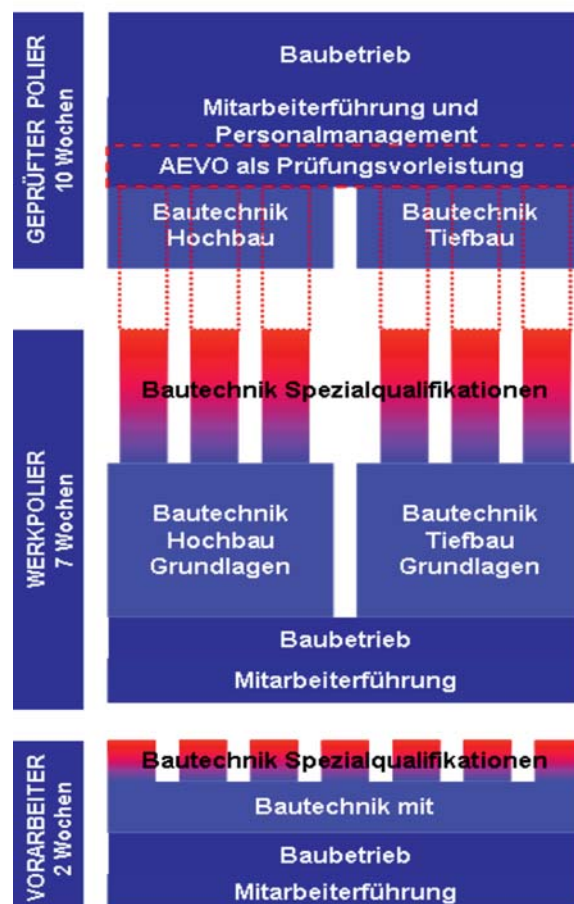 GEPRÜFTER POLIER
10 Wochen
Baubetrieb
Mitarbeiterführung und
Personalmanagement
AEVO als Prüfungsvorleistung
Bautechnik
Hochbau
Bautechnik
Tiefbau
WERKPOLIER
7 Wochen
Bautechnik Spezialqualifikationen
Bautechnik
Hochbau
Grundlagen
Bautechnik
Tiefbau
Grundlagen
Baubetrieb
Mitarbeiterführung
VORARBEITER
2 Wochen
Bautechnik Spezialqualifikationen
Bautechnik mit
Baubetrieb
Mitarbeiterführung